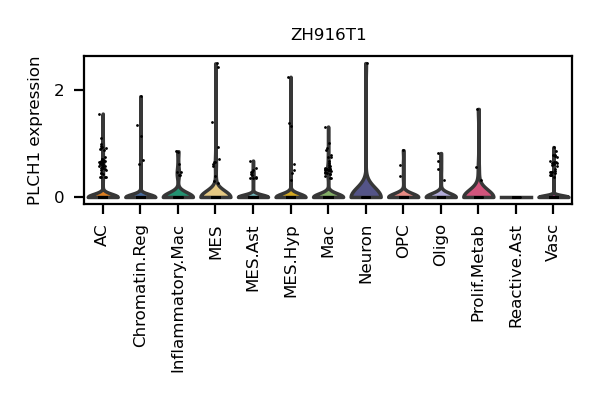 ZH916T1
PLCH1 expression
2
0
AC
Chromatin.Reg
Inflammatory.Mac
MES
MES.Ast
MES.Hyp
Mac
Neuron
OPC
Oligo
Prolif.Metab
Reactive.Ast
Vasc